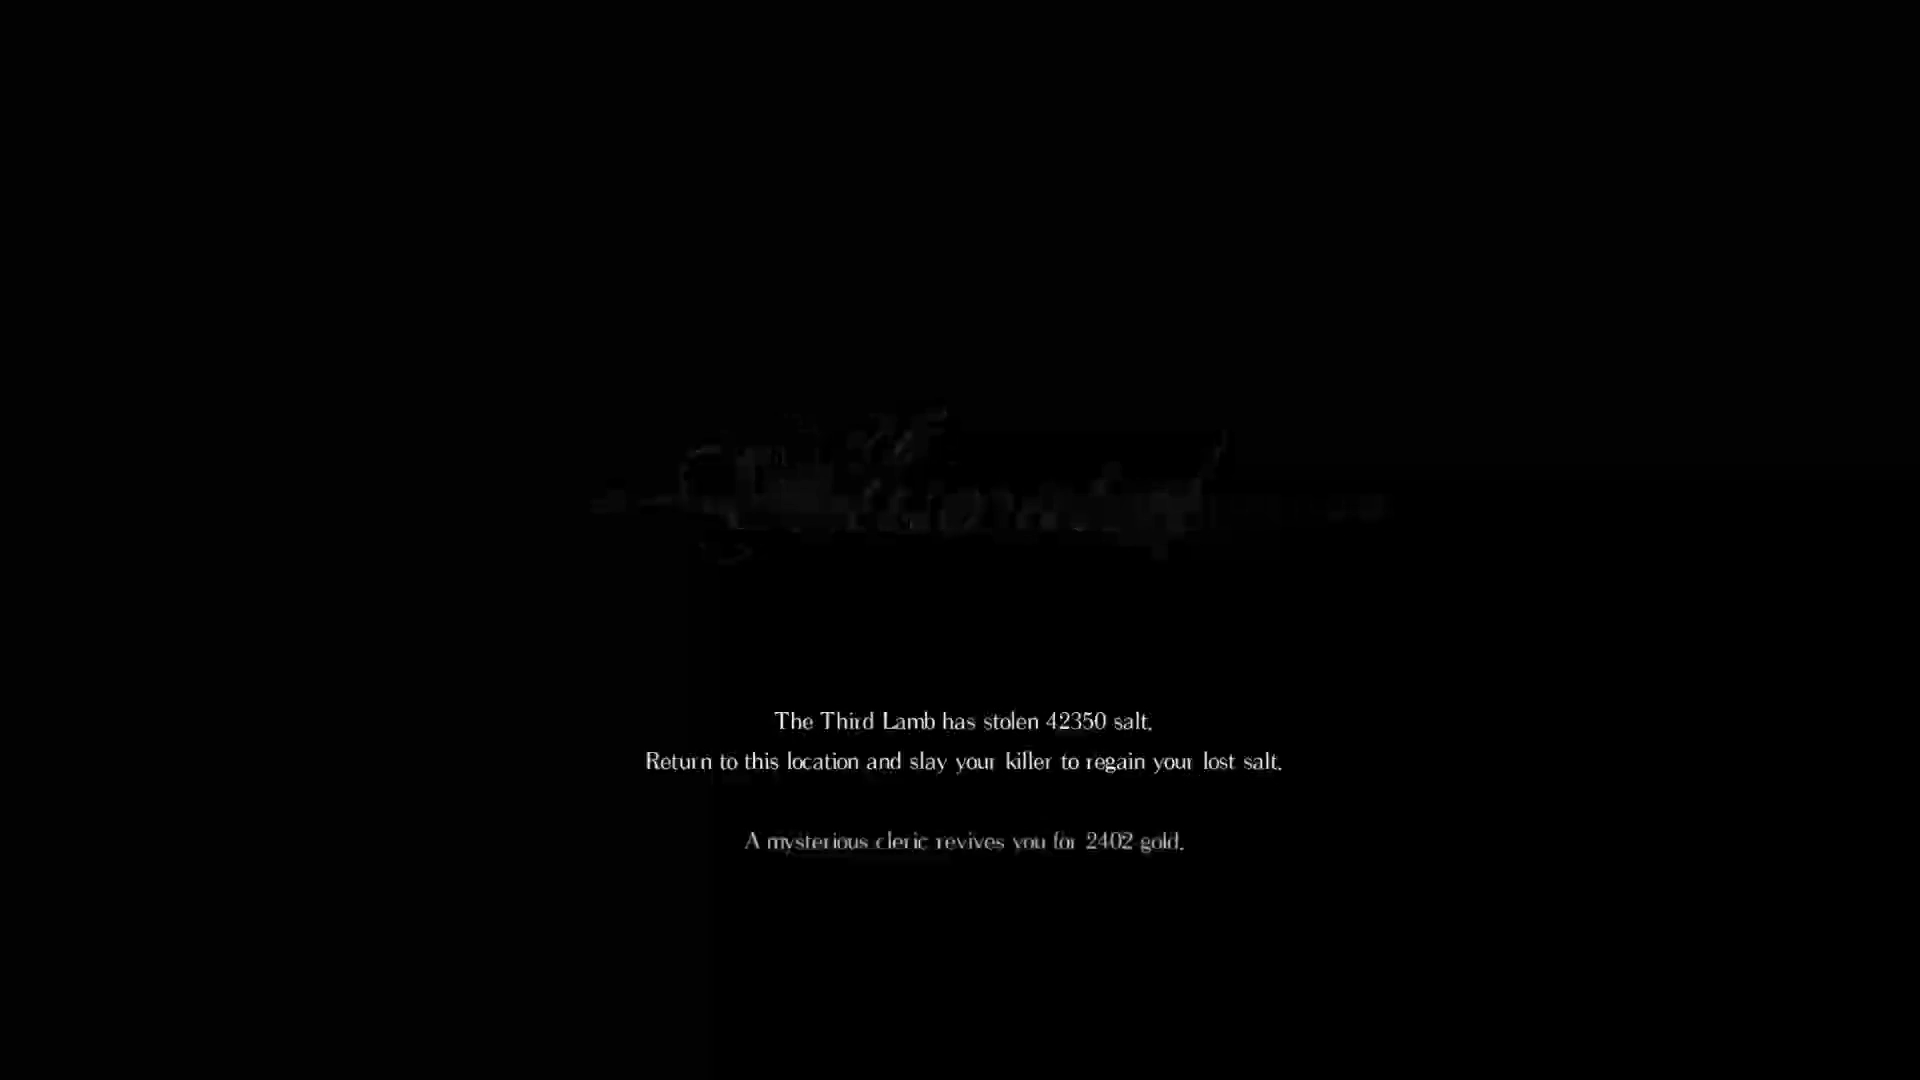 The Third Lamb has stolen 42350 salt.
Return to this location and slay your killer to regain your lost salt.
A mysterious cleric revives you for 2402 gold.